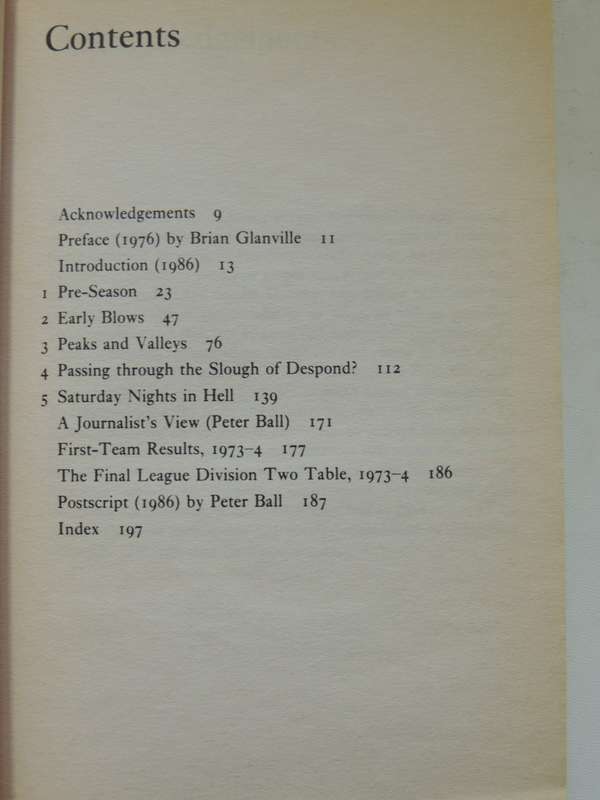 Contents
Acknowledgements 9
Preface (1976) by Brian Glanville 11
Introduction (1986) 13
1 Pre-Season 23
2 Early Blows 47
3 Peaks and Valleys 76
4 Passing through the Slough of Despond? 112
5 Saturday Nights in Hell 139
A Journalist's View (Peter Ball) 171
First-Team Results, 1973–4 177
The Final League Division Two Table, 1973–4 186
Postscript (1986) by Peter Ball 187
Index 197